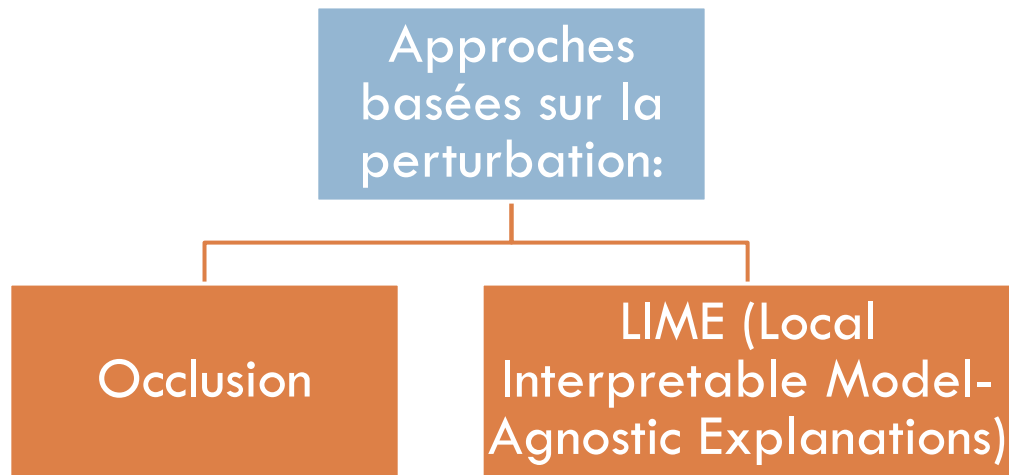 Approches
basées sur la
perturbation:
Occlusion
LIME (Local
Interpretable Model-
Agnostic Explanations)